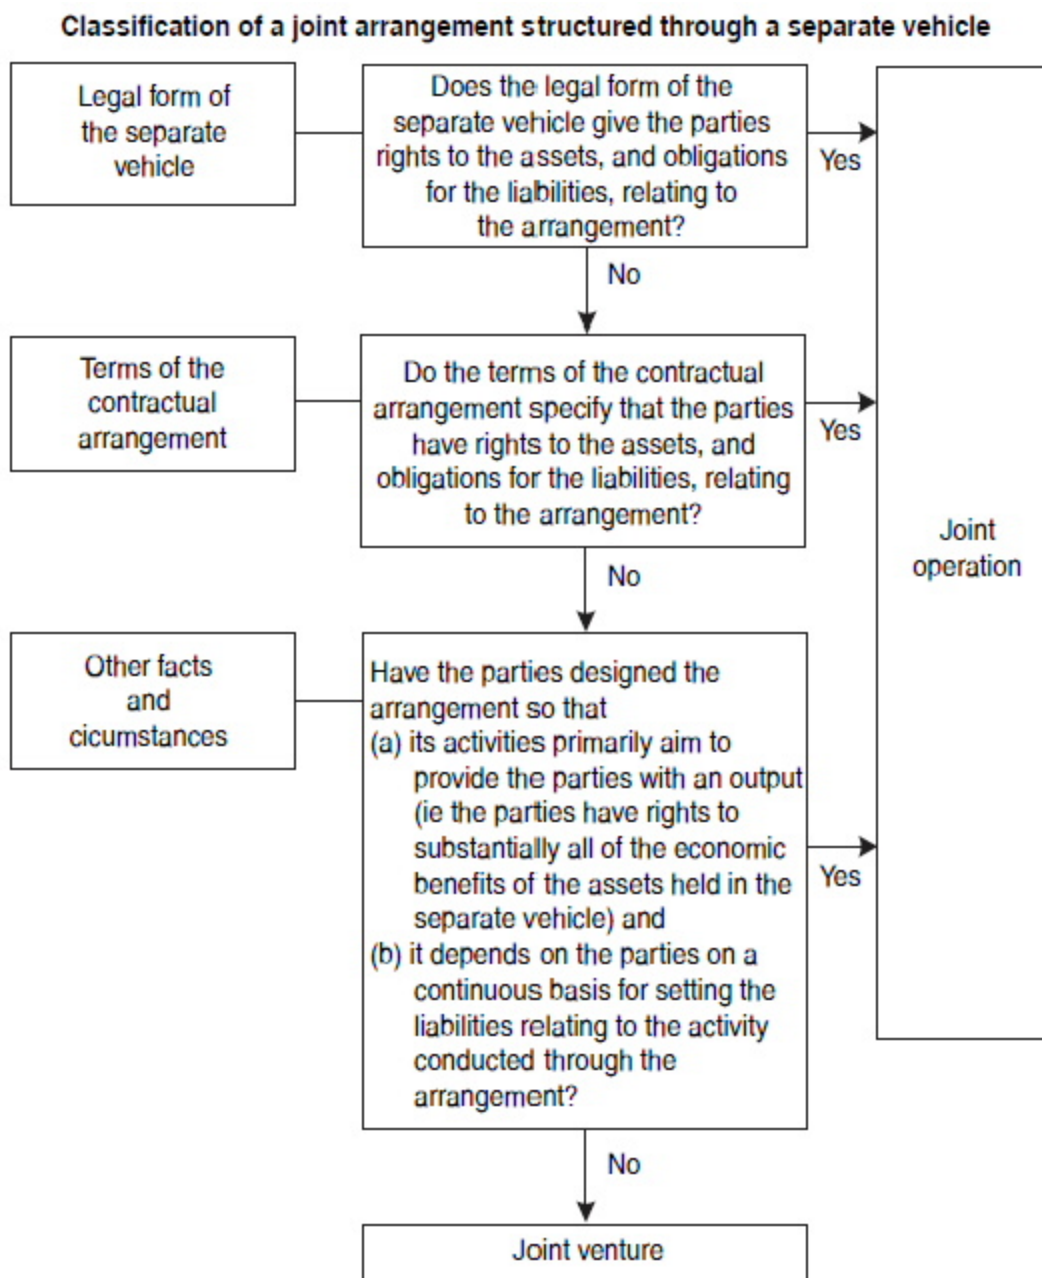 Classification of a joint arrangement structured through a separate vehicle
Legal form of
the separate
vehicle
Does the legal form of the
separate vehicle give the parties
rights to the assets, and obligations
for the liabilities, relating to
the arrangement?
Yes
No
Terms of the
contractual
arrangement
Do the terms of the contractual
arrangement specify that the parties
have rights to the assets, and
obligations for the liabilities, relating
to the arrangement?
Yes
Joint
operation
No
Other facts
and
cicumstances
Have the parties designed the
arrangement so that
(a) its activities primarily aim to
provide the parties with an output
(ie the parties have rights to
substantially all of the economic
benefits of the assets held in the
separate vehicle) and
(b) it depends on the parties on a
continuous basis for setting the
liabilities relating to the activity
conducted through the
arrangement?
Yes
No
Joint venture